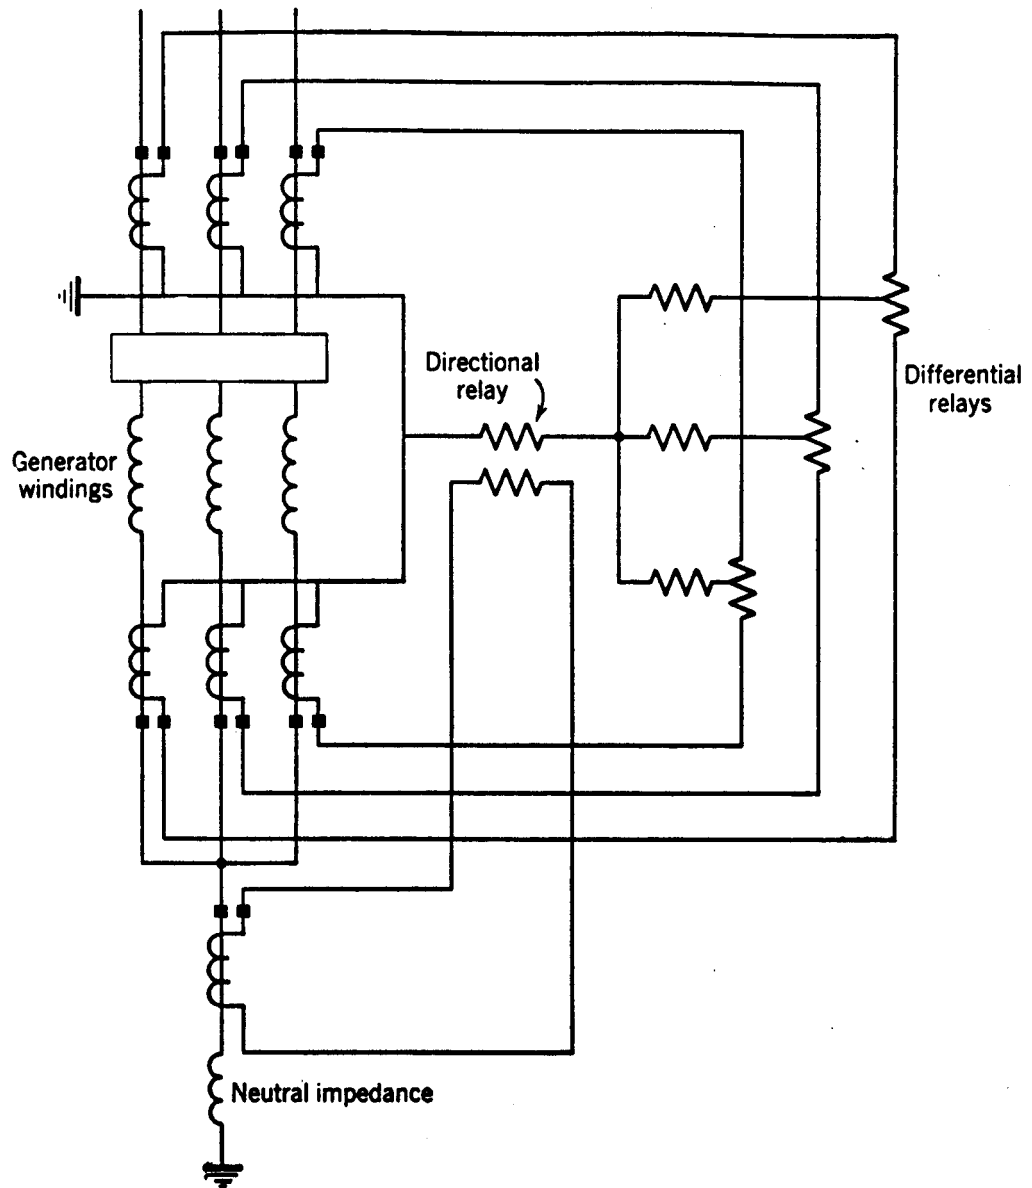 Directional
relay
Differential
relays
Generator
windings
Neutral impedance